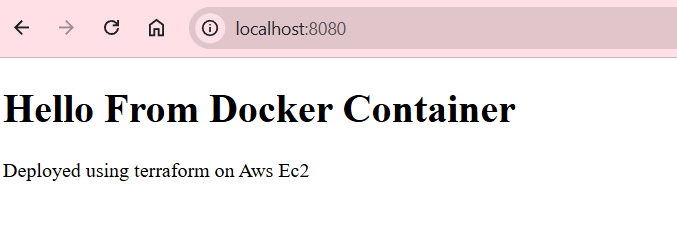 localhost:8080
Hello From Docker Container
Deployed using terraform on Aws Ec2